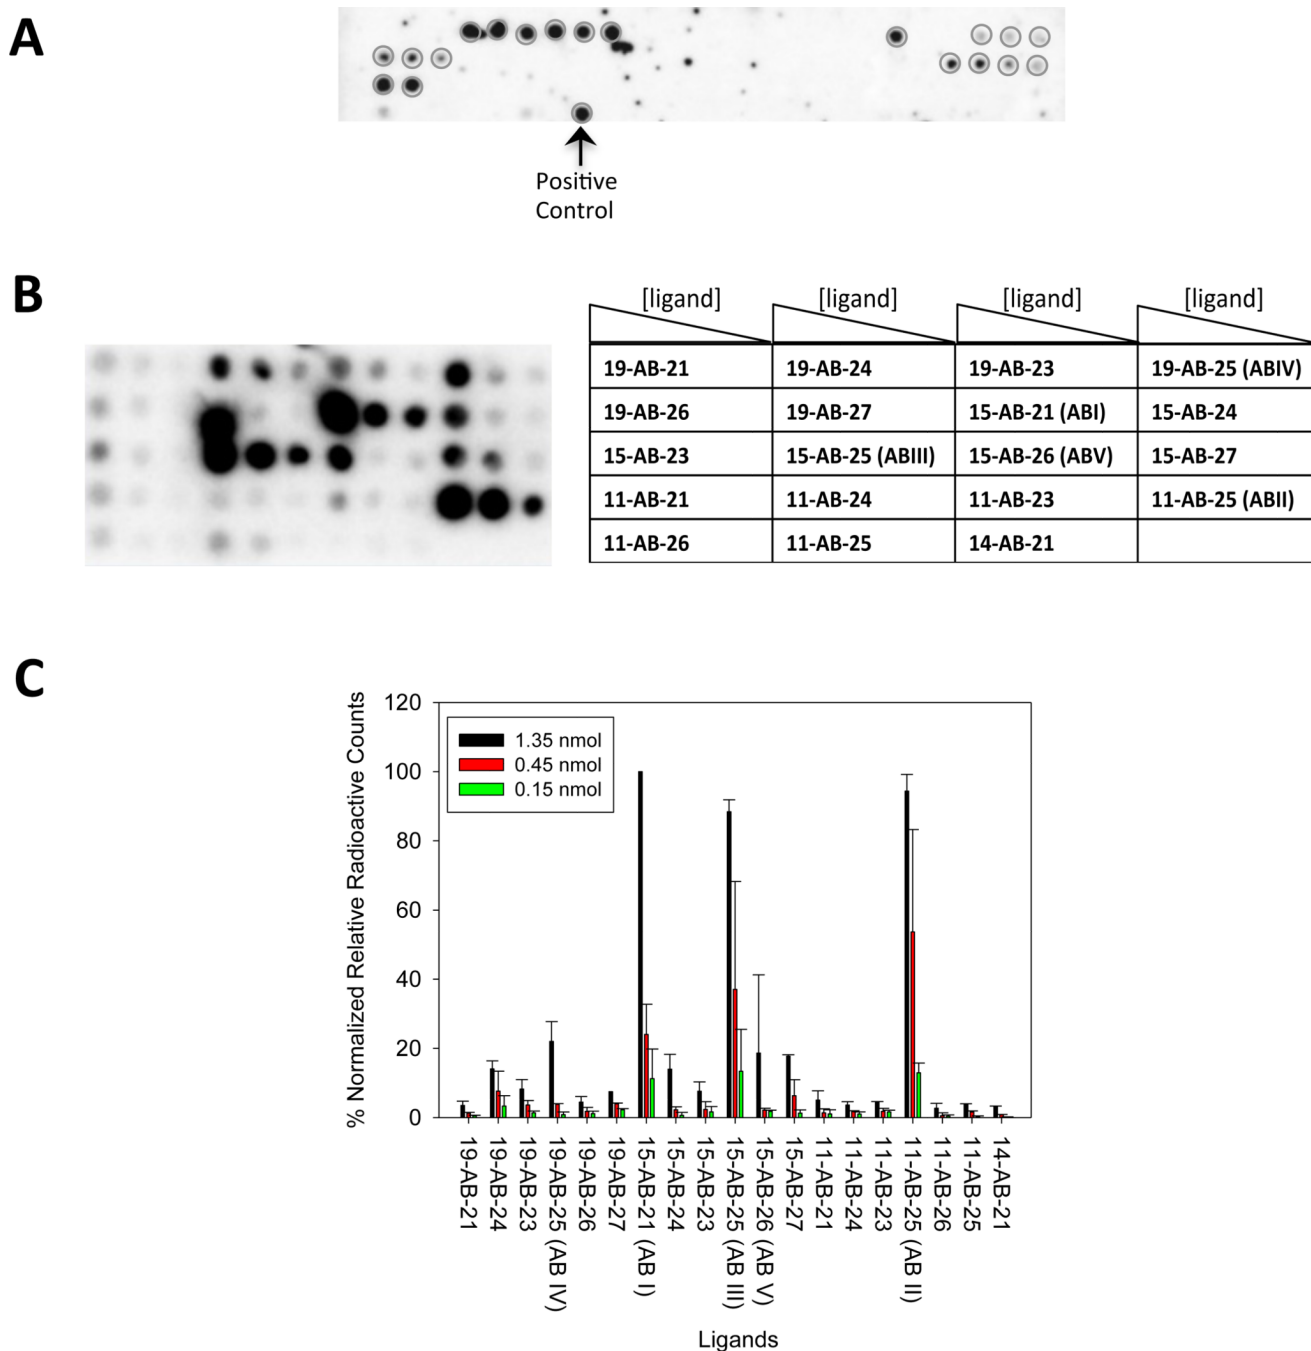 A
Positive
Control
B
[ligand] [ligand] [ligand] [ligand]
19-AB-21 19-AB-24 19-AB-23 19-AB-25 (ABIV)
19-AB-26 19-AB-27 15-AB-21 (ABI) 15-AB-24
15-AB-23 15-AB-25 (ABIII) 15-AB-26 (ABV) 15-AB-27
11-AB-21 11-AB-24 11-AB-23 11-AB-25 (ABII)
11-AB-26 11-AB-25 14-AB-21
C
% Normalized Relative Radioactive Counts
120
100
80
60
40
20
0
1.35 nmol
0.45 nmol
0.15 nmol
19-AB-21
19-AB-24
19-AB-23
19-AB-25 (AB IV)
19-AB-26
19-AB-27
15-AB-21 (AB I)
15-AB-24
15-AB-23
15-AB-25 (AB III)
15-AB-26 (AB V)
15-AB-27
11-AB-21
11-AB-24
11-AB-23
11-AB-25 (AB II)
11-AB-26
11-AB-25
14-AB-21
Ligands